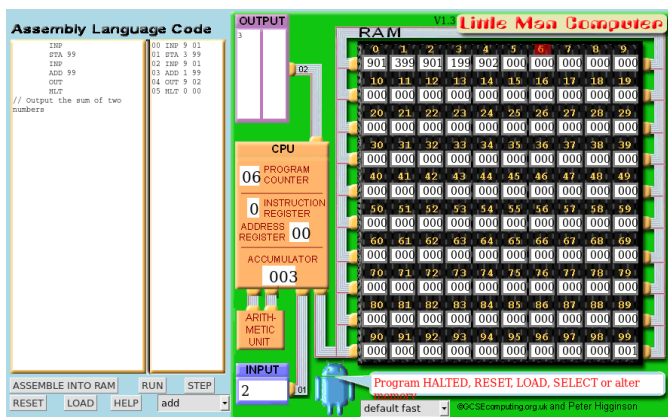 Assembly Language Code
INP
STA 99
INP
ADD 99
OUT
HLT
// Output the sum of two
numbers
00 INP 9 01
01 STA 3 99
02 INP 9 01
03 ADD 1 99
04 OUT 9 02
05 HLT 0 00
ASSEMBLE INTO RAM RUN STEP
RESET LOAD HELP add
OUTPUT
3
02
CPU
06 PROGRAM COUNTER
0 INSTRUCTION REGISTER
ADDRESS REGISTER 00
ACCUMULATOR
003
ARITH-
METIC
UNIT
INPUT
2
01
V1.3 Little Man Computer
RAM
0 1 2 3 4 5 6 7 8 9
901 399 901 199 902 000 000 000 000 000
10 11 12 13 14 15 16 17 18 19
000 000 000 000 000 000 000 000 000 000
20 21 22 23 24 25 26 27 28 29
000 000 000 000 000 000 000 000 000 000
30 31 32 33 34 35 36 37 38 39
000 000 000 000 000 000 000 000 000 000
40 41 42 43 44 45 46 47 48 49
000 000 000 000 000 000 000 000 000 000
50 51 52 53 54 55 56 57 58 59
000 000 000 000 000 000 000 000 000 000
60 61 62 63 64 65 66 67 68 69
000 000 000 000 000 000 000 000 000 000
70 71 72 73 74 75 76 77 78 79
000 000 000 000 000 000 000 000 000 000
80 81 82 83 84 85 86 87 88 89
000 000 000 000 000 000 000 000 000 000
90 91 92 93 94 95 96 97 98 99
000 000 000 000 000 000 000 000 000 001
Program HALTED, RESET, LOAD, SELECT or alter
memory
default fast
©GCSEcomputing.org.uk and Peter Higginson